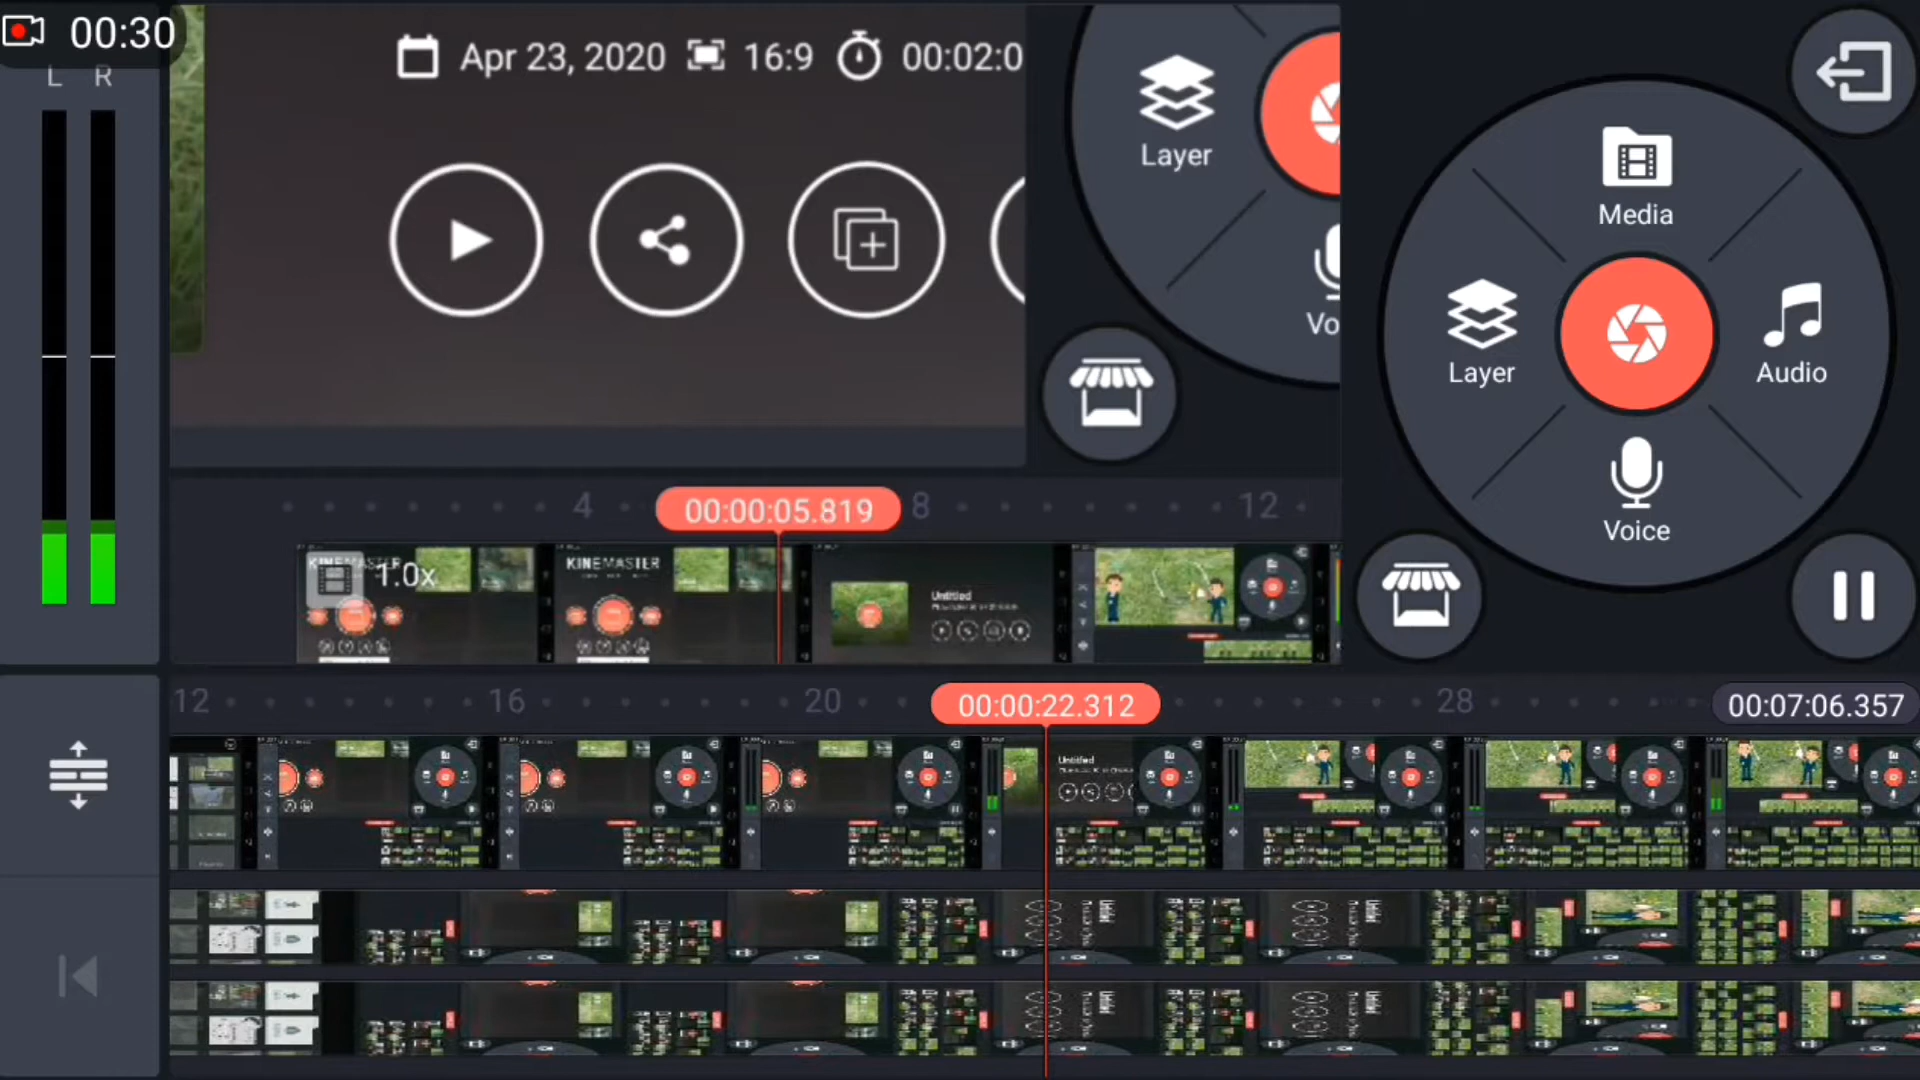 00:30
L R
Apr 23, 2020 16:9 00:02:0
Layer
Vo
Media
Layer
Audio
Voice
4 00:00:05.819 8 12
KINEMASTER
1.0x
KINEMASTER
Untitled
12 16 20 00:00:22.312 28 00:07:06.357
Untitled